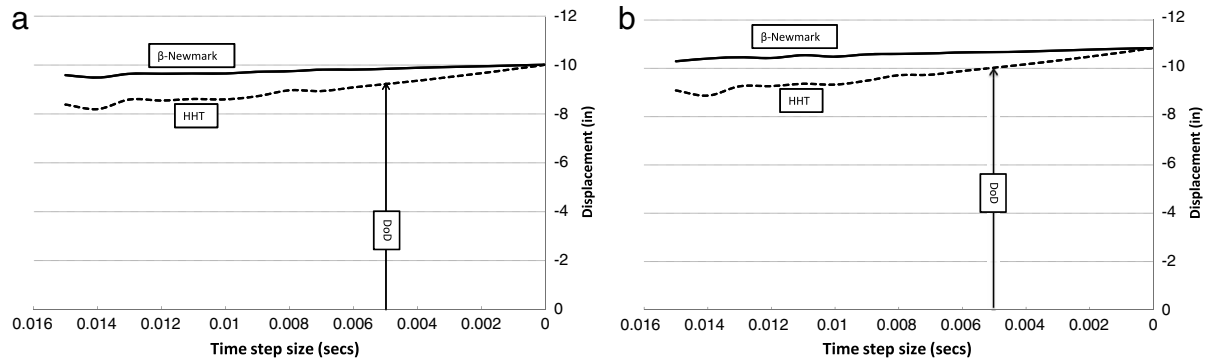 a
β-Newmark
HHT
DoD
-12
-10
-8
-6
-4
-2
0
Displacement (in)
0.016 0.014 0.012 0.01 0.008 0.006 0.004 0.002 0
Time step size (secs)
b
β-Newmark
HHT
DoD
-12
-10
-8
-6
-4
-2
0
Displacement (in)
0.016 0.014 0.012 0.01 0.008 0.006 0.004 0.002 0
Time step size (secs)